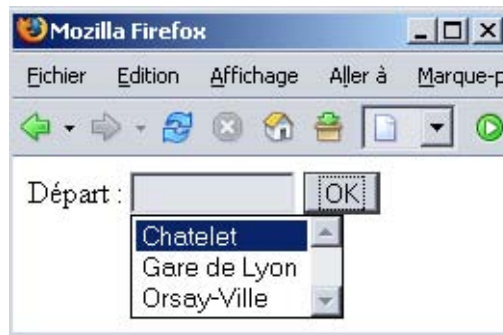 Mozilla Firefox
Fichier Edition Affichage Aller à Marque-p
Départ : OK
Chatelet
Gare de Lyon
Orsay-Ville